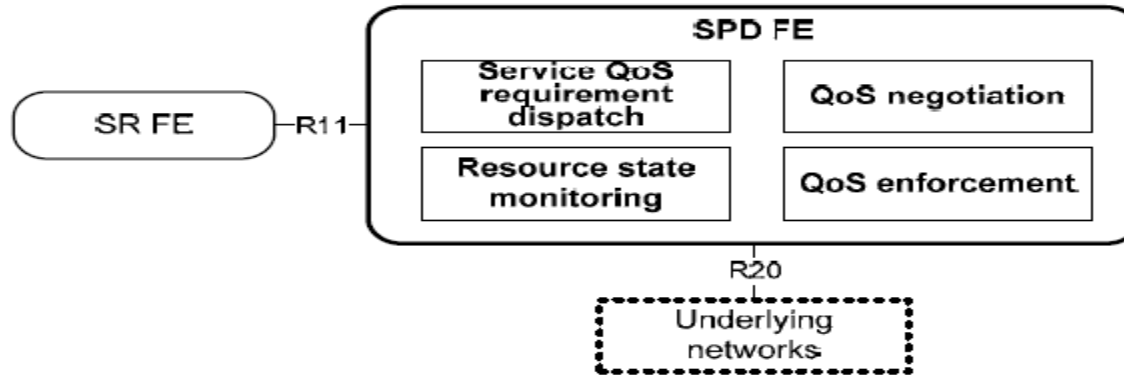 SPD FE
Service QoS
requirement
dispatch
QoS negotiation
SR FE
R11
Resource state
monitoring
QoS enforcement
R20
Underlying
networks